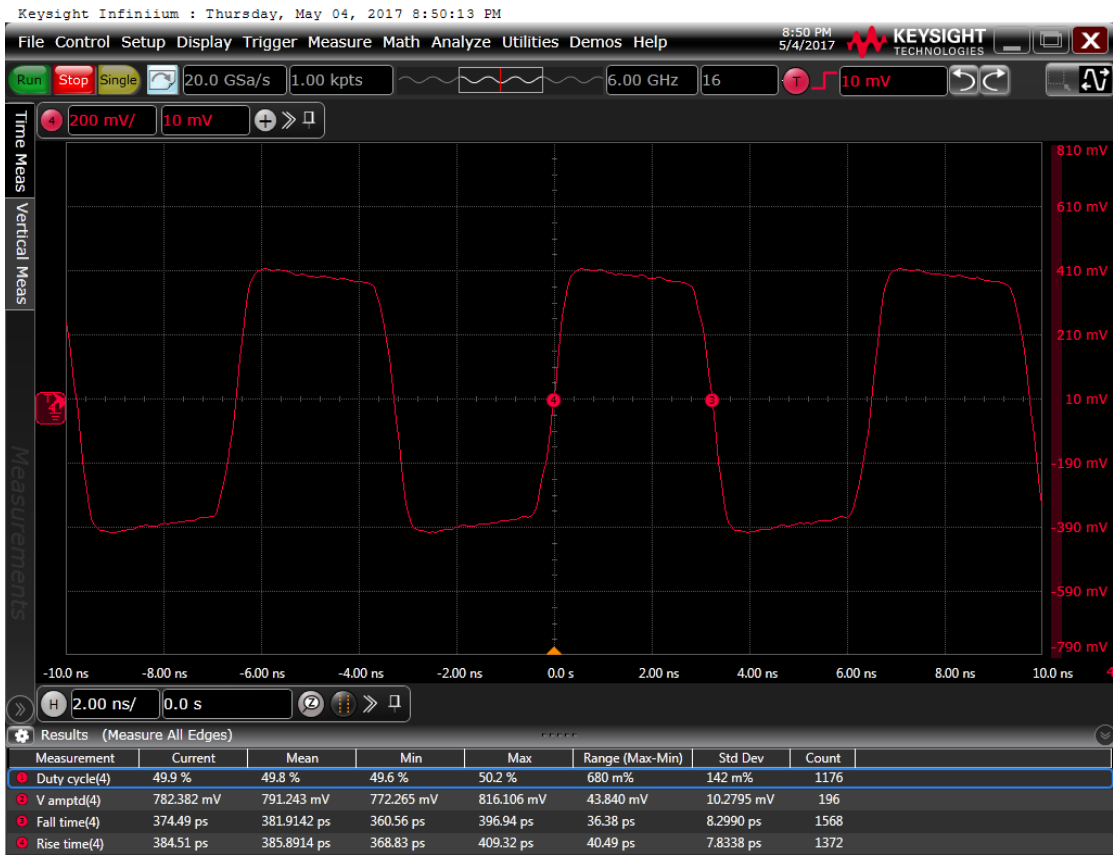 Keysight Infiniium : Thursday, May 04, 2017 8:50:13 PM
File Control Setup Display Trigger Measure Math Analyze Utilities Demos Help
8:50 PM
5/4/2017
KEYSIGHT
TECHNOLOGIES
X
Run Stop Single 20.0 GSa/s 1.00 kpts 6.00 GHz 16 T 10 mV
4 200 mV/ 10 mV
Time Meas
Vertical Meas
Measurements
810 mV
610 mV
410 mV
210 mV
10 mV
-190 mV
-390 mV
-590 mV
-790 mV
T
4 3
-10.0 ns -8.00 ns -6.00 ns -4.00 ns -2.00 ns 0.0 s 2.00 ns 4.00 ns 6.00 ns 8.00 ns 10.0 ns 4
H 2.00 ns/ 0.0 s Z
Results (Measure All Edges)
Measurement Current Mean Min Max Range (Max-Min) Std Dev Count
1 Duty cycle(4) 49.9 % 49.8 % 49.6 % 50.2 % 680 m% 142 m% 1176
2 V amptd(4) 782.382 mV 791.243 mV 772.265 mV 816.106 mV 43.840 mV 10.2795 mV 196
3 Fall time(4) 374.49 ps 381.9142 ps 360.56 ps 396.94 ps 36.38 ps 8.2990 ps 1568
4 Rise time(4) 384.51 ps 385.8914 ps 368.83 ps 409.32 ps 40.49 ps 7.8338 ps 1372